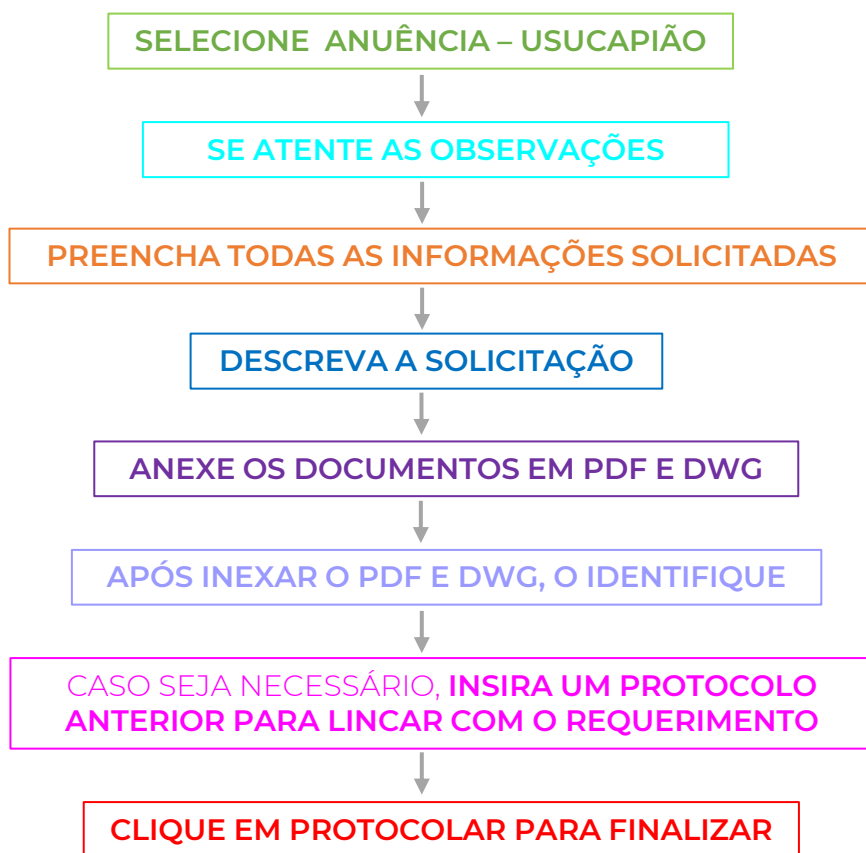 SELECIONE ANUÊNCIA – USUCAPIÃO
SE ATENTE AS OBSERVAÇÕES
PREENCHA TODAS AS INFORMAÇÕES SOLICITADAS
DESCREVA A SOLICITAÇÃO
ANEXE OS DOCUMENTOS EM PDF E DWG
APÓS INEXAR O PDF E DWG, O IDENTIFIQUE
CASO SEJA NECESSÁRIO, INSIRA UM PROTOCOLO
ANTERIOR PARA LINCAR COM O REQUERIMENTO
CLIQUE EM PROTOCOLAR PARA FINALIZAR